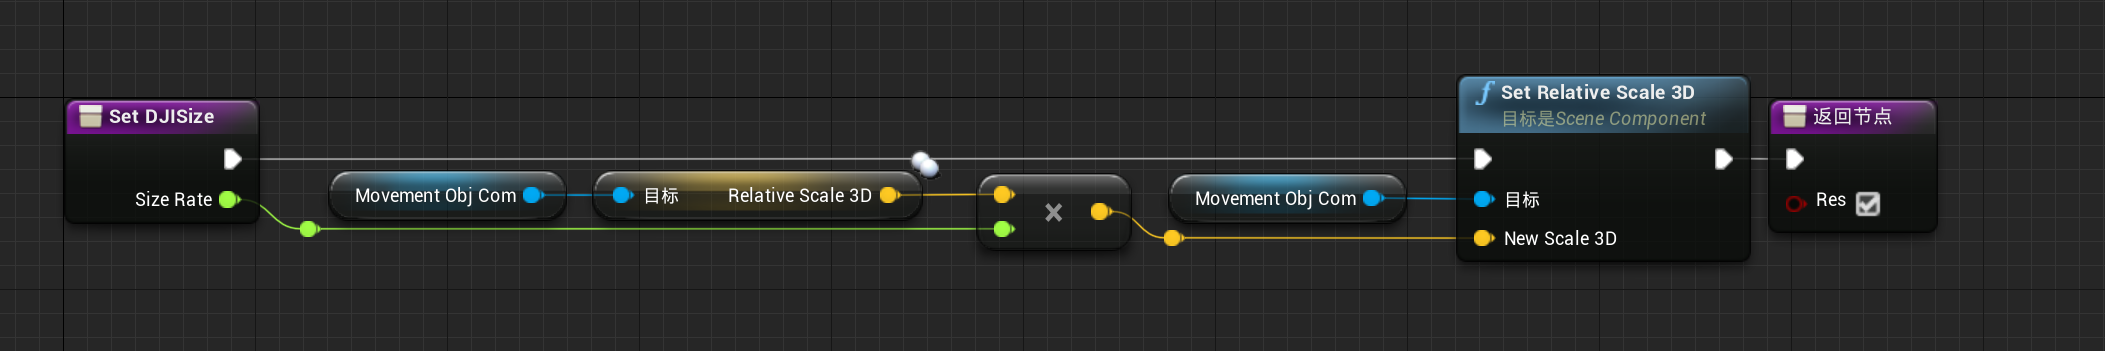 Set DJISize
Size Rate
Movement Obj Com
目标
Relative Scale 3D
Movement Obj Com
Set Relative Scale 3D
目标是Scene Component
目标
New Scale 3D
返回节点
Res